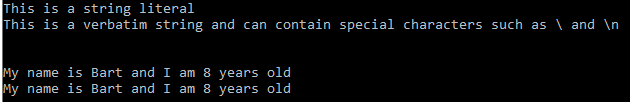 This is a string literal
This is a verbatim string and can contain special characters such as \ and \n
My name is Bart and I am 8 years old
My name is Bart and I am 8 years old